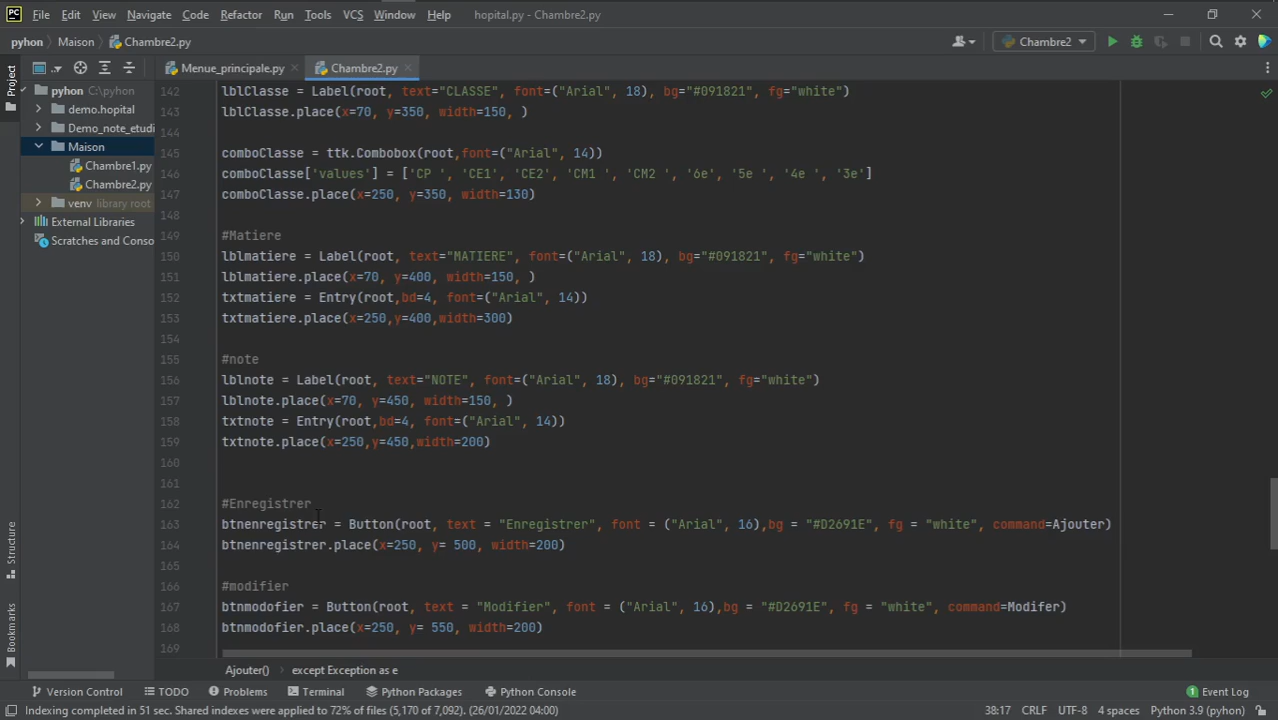 File Edit View Navigate Code Refactor Run Tools VCS Window Help hopital.py - Chambre2.py
pyhon Maison Chambre2.py Chambre2
Project
Menue_principale.py Chambre2.py
pyhon C:\pyhon
demo.hopital
Demo_note_etudi
Maison
Chambre1.py
Chambre2.py
venv library root
External Libraries
Scratches and Conso
142 lblClasse = Label(root, text="CLASSE", font=("Arial", 18), bg="#091821", fg="white")
143 lblClasse.place(x=70, y=350, width=150, )
144
145 comboClasse = ttk.Combobox(root,font=("Arial", 14))
146 comboClasse['values'] = ['CP ', 'CE1', 'CE2', 'CM1 ', 'CM2 ', '6e', '5e ', '4e ', '3e']
147 comboClasse.place(x=250, y=350, width=130)
148
149 #Matiere
150 lblmatiere = Label(root, text="MATIERE", font=("Arial", 18), bg="#091821", fg="white")
151 lblmatiere.place(x=70, y=400, width=150, )
152 txtmatiere = Entry(root,bd=4, font=("Arial", 14))
153 txtmatiere.place(x=250,y=400,width=300)
154
155 #note
156 lblnote = Label(root, text="NOTE", font=("Arial", 18), bg="#091821", fg="white")
157 lblnote.place(x=70, y=450, width=150, )
158 txtnote = Entry(root,bd=4, font=("Arial", 14))
159 txtnote.place(x=250,y=450,width=200)
160
161
162 #Enregistrer
163 btnenregistrer = Button(root, text = "Enregistrer", font = ("Arial", 16),bg = "#D2691E", fg = "white", command=Ajouter)
164 btnenregistrer.place(x=250, y= 500, width=200)
165
166 #modifier
167 btnmodofier = Button(root, text = "Modifier", font = ("Arial", 16),bg = "#D2691E", fg = "white", command=Modifer)
168 btnmodofier.place(x=250, y= 550, width=200)
169
Structure
Bookmarks
Ajouter() except Exception as e
Version Control TODO Problems Terminal Python Packages Python Console 1 Event Log
Indexing completed in 51 sec. Shared indexes were applied to 72% of files (5,170 of 7,092). (26/01/2022 04:00) 38:17 CRLF UTF-8 4 spaces Python 3.9 (pyhon)